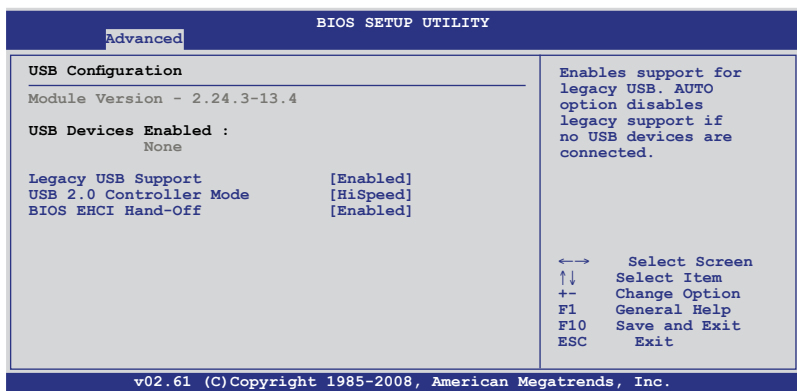 BIOS SETUP UTILITY
Advanced
USB Configuration
Module Version - 2.24.3-13.4
USB Devices Enabled :
None
Legacy USB Support [Enabled]
USB 2.0 Controller Mode [HiSpeed]
BIOS EHCI Hand-Off [Enabled]
Enables support for
legacy USB. AUTO
option disables
legacy support if
no USB devices are
connected.
←→ Select Screen
↑↓ Select Item
+- Change Option
F1 General Help
F10 Save and Exit
ESC Exit
v02.61 (C)Copyright 1985-2008, American Megatrends, Inc.